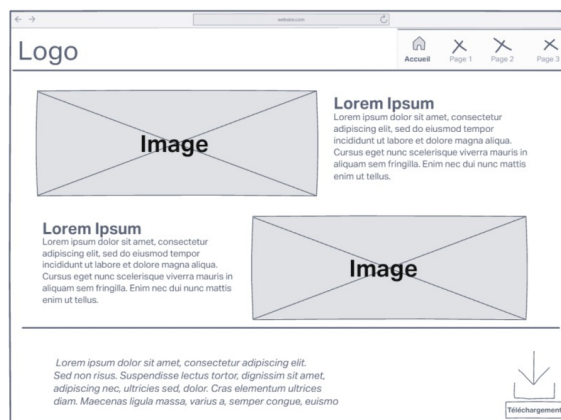 website.com
Logo
Accueil
Page 1
Page 2
Page 3
Image
Lorem Ipsum
Lorem ipsum dolor sit amet, consectetur
adipiscing elit, sed do eiusmod tempor
incididunt ut labore et dolore magna aliqua.
Cursus eget nunc scelerisque viverra in
aliquam sem fringilla. Enim nec dui nunc mattis
enim ut tellus.
Lorem Ipsum
Lorem ipsum dolor sit amet, consectetur
adipiscing elit, sed do eiusmod tempor
incididunt ut labore et dolore magna aliqua.
Cursus eget nunc scelerisque viverra in
aliquam sem fringilla. Enim nec dui nunc mattis
enim ut tellus.
Image
Lorem ipsum dolor sit amet, consectetur adipiscing elit.
Sed non risus. Suspendisse lectus tortor, dignissim sit amet,
adipiscing nec, ultricies sed, dolor. Cras elementum ultrices
diam. Maecenas ligula massa, varius a, semper congue, euismo
Téléchargement